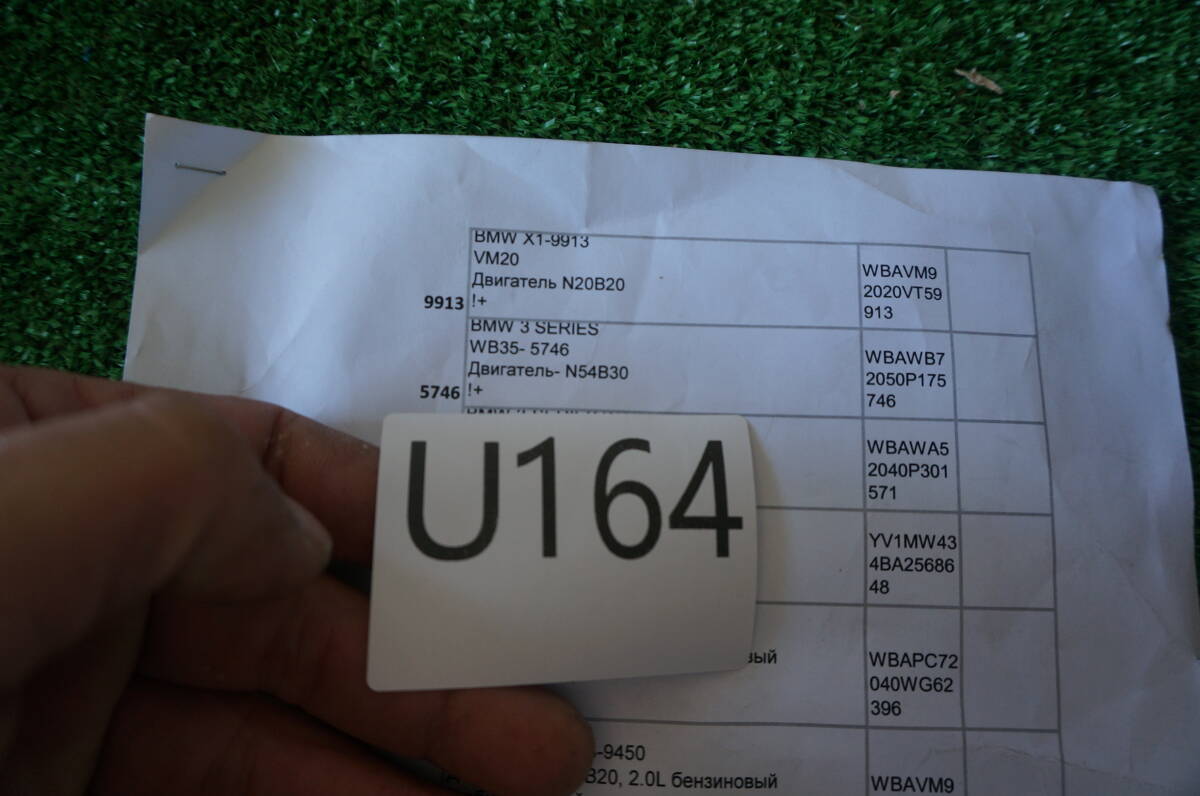 BMW X1-9913
VM20
Двигатель N20B20
9913 !+
WBAVM9
2020VT59
913
BMW 3 SERIES
WB35- 5746
Двигатель- N54B30
5746 !+
WBAWB7
2050P175
746
U164
WBAWA5
2040P301
571
YV1MW43
4BA25686
48
WBAPC72
040WG62
396
-9450
B20, 2.0L бензиновый
WBAVM9